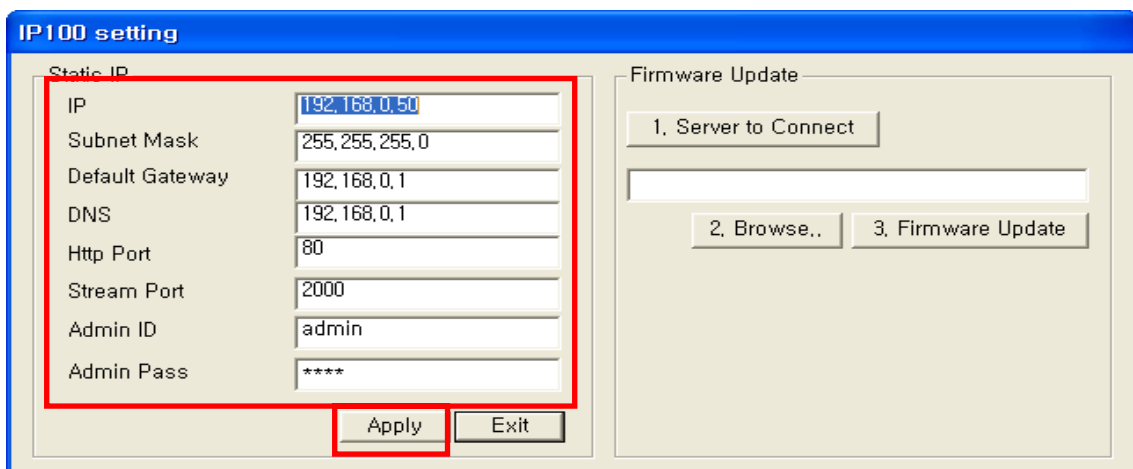 IP100 setting
Static IP
IP 192,168,0,50
Subnet Mask 255,255,255,0
Default Gateway 192,168,0,1
DNS 192,168,0,1
Http Port 80
Stream Port 2000
Admin ID admin
Admin Pass ****
Apply Exit
Firmware Update
1, Server to Connect
2, Browse,, 3, Firmware Update